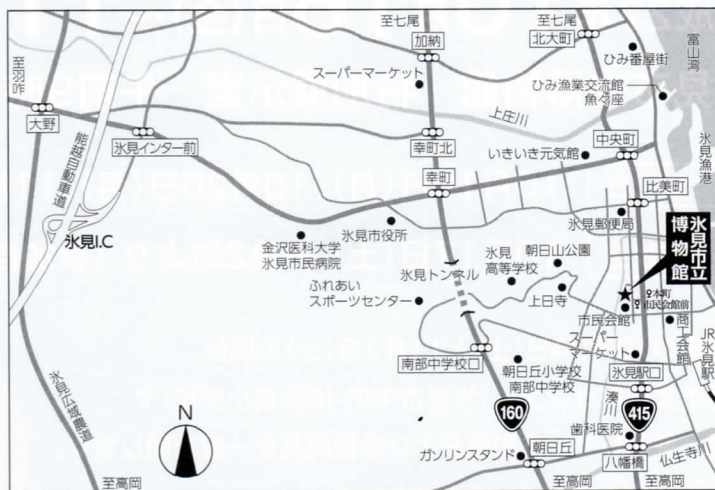 至七尾
加納
スーパーマーケット
至七尾
北大町
ひみ番屋街
富山湾
ひみ漁業交流館
魚々座
至羽咋
大野
能越自動車道
氷見インター前
上庄川
幸町北
いきいき元気館
中央町
氷見漁港
幸町
比美町
氷見I.C
金沢医科大学
氷見市民病院
氷見市役所
氷見郵便局
氷見市立
博物館
氷見トンネル
氷見
高等学校
朝日山公園
上日寺
ふれあい
スポーツセンター
本町
市民会館前
市民会館
商工会館
スーパー
マーケット
JR氷見駅
南部中学校口
朝日丘小学校
南部中学校
氷見駅口
氷見広域農道
N
160
湊川
415
歯科医院
ガソリンスタンド
朝日丘
八幡橋
仏生寺川
至高岡
至高岡
至高岡